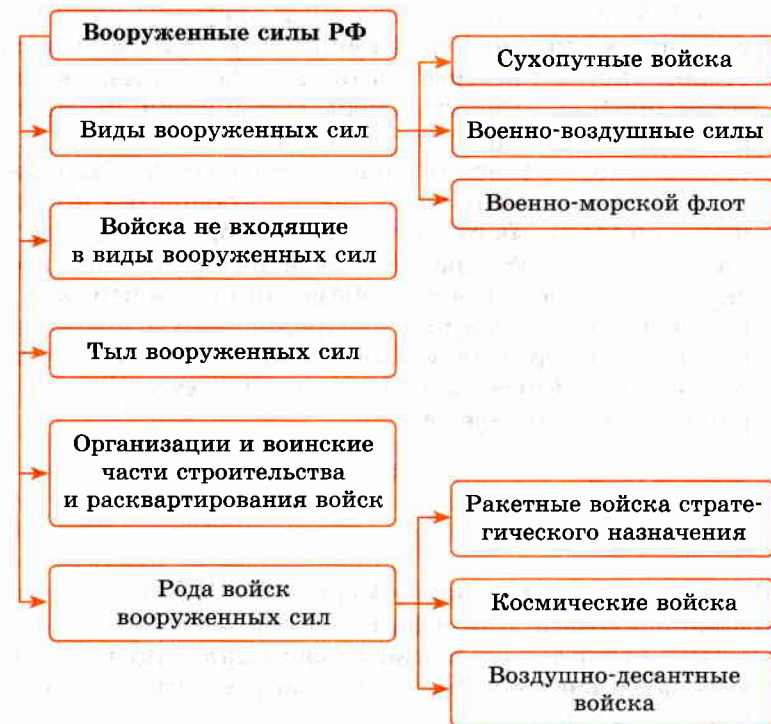 Вооруженные силы РФ
Виды вооруженных сил
Сухопутные войска
Военно-воздушные силы
Военно-морской флот
Войска не входящие
в виды вооруженных сил
Тыл вооруженных сил
Организации и воинские
части строительства
и расквартирования войск
Рода войск
вооруженных сил
Ракетные войска страте-
гического назначения
Космические войска
Воздушно-десантные
войска